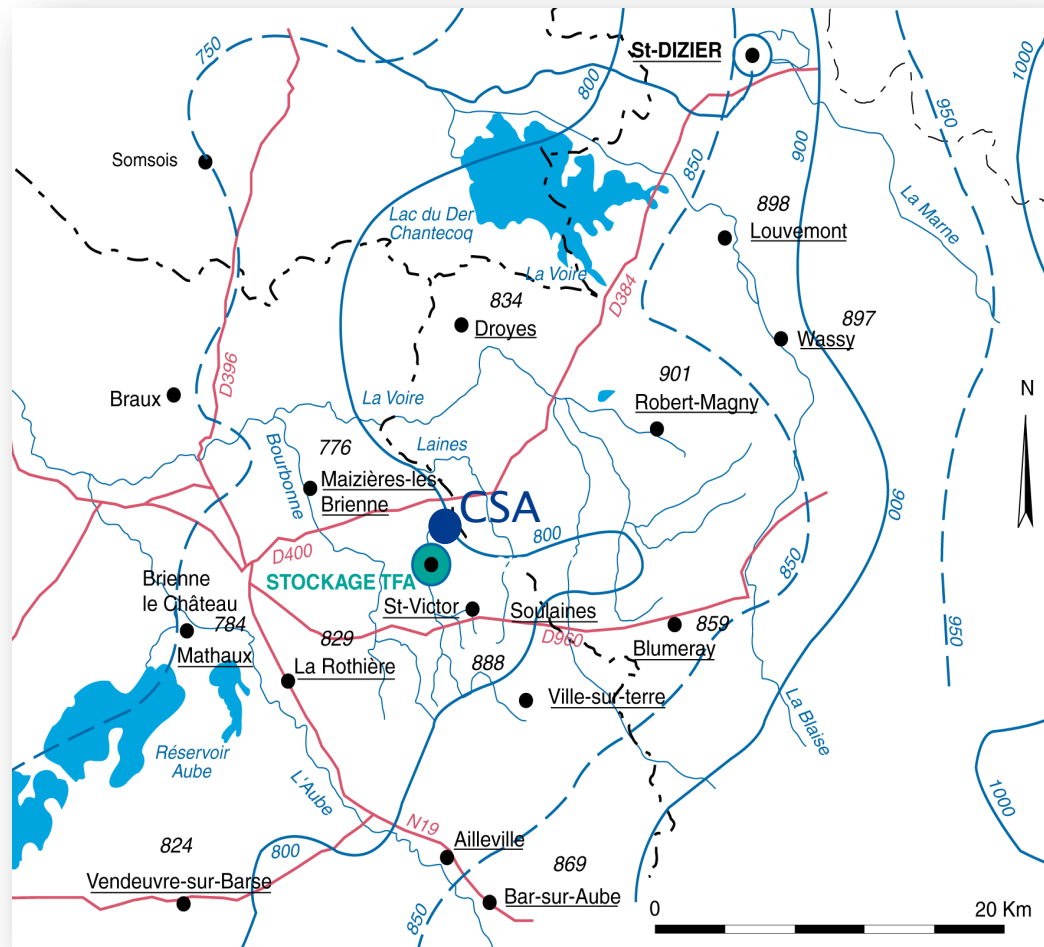 750
St-DIZIER
800
1000
950
Somsois
850
900
898
Louvemont
La Marne
Lac du Der
Chantecoq
La Voire
834
Droyes
D384
897
Wassy
D396
901
Robert-Magny
N
Braux
La Voire
776
Laines
Bourbonne
Maizières-les
Brienne
CSA
900
800
D400
850
STOCKAGE TFA
Brienne
le Château
784
Mathaux
St-Victor
Soulaines
D960
859
Blumeray
950
829
La Rothière
888
Ville-sur-terre
La Blaise
Réservoir
Aube
L'Aube
1000
N19
824
800
Ailleville
869
Vendeuvre-sur-Barse
Bar-sur-Aube
850
0
20 Km